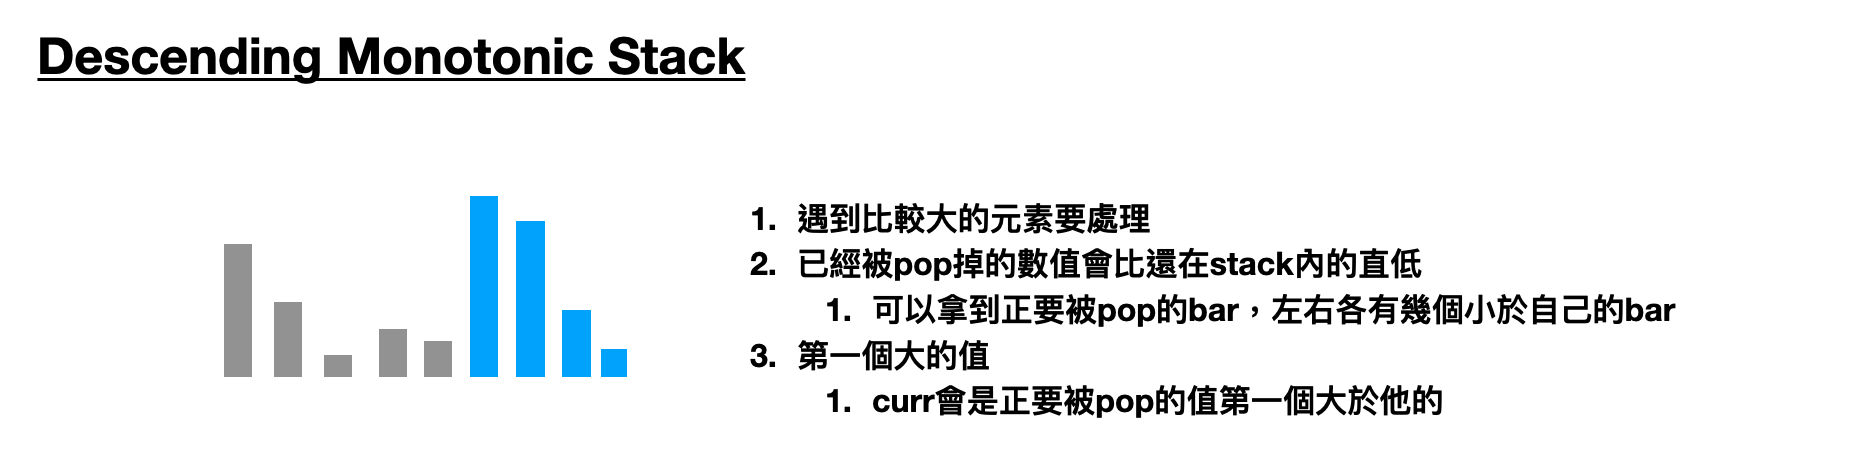 Descending Monotonic Stack
1. 遇到比較大的元素要處理
2. 已經被pop掉的數值會比還在stack內的直低
1. 可以拿到正要被pop的bar，左右各有幾個小於自己的bar
3. 第一個大的值
1. curr會是正要被pop的值第一個大於他的